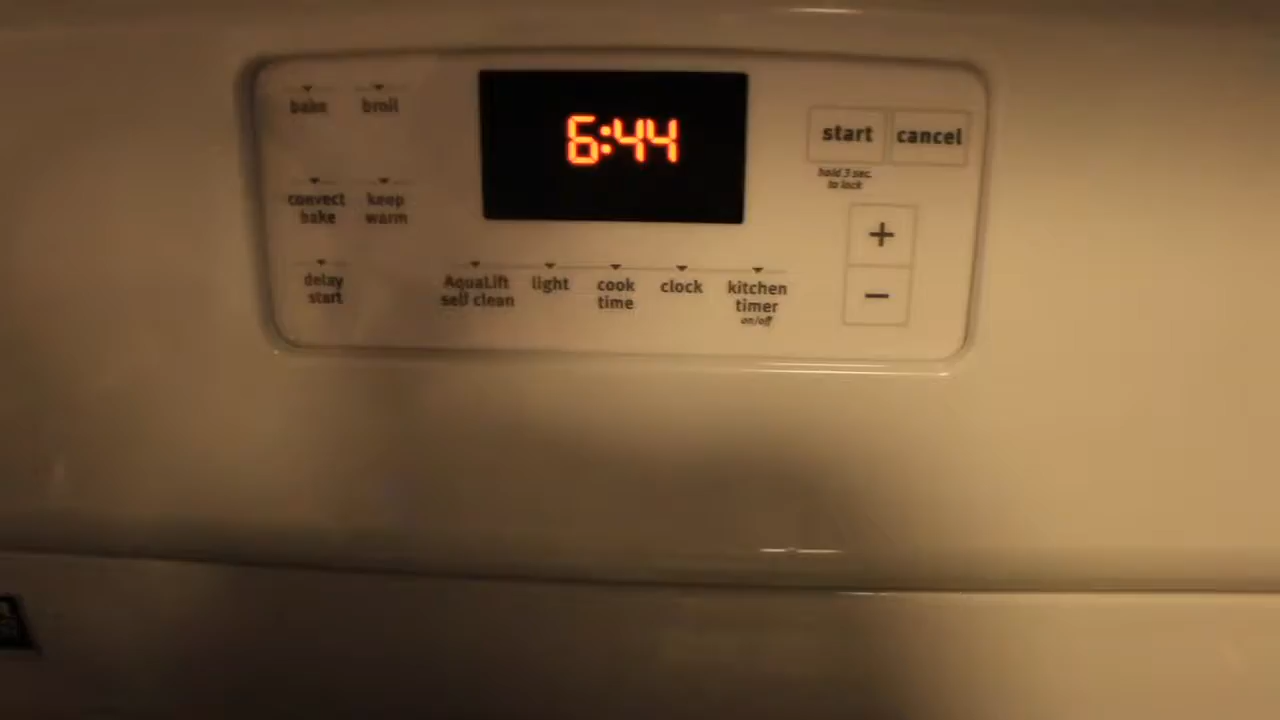 bake broil
6:44
start cancel
hold 3 sec.
to lock
convect keep
bake warm
+
delay
start
AquaLift light cook clock kitchen
self clean time timer
on/off
-